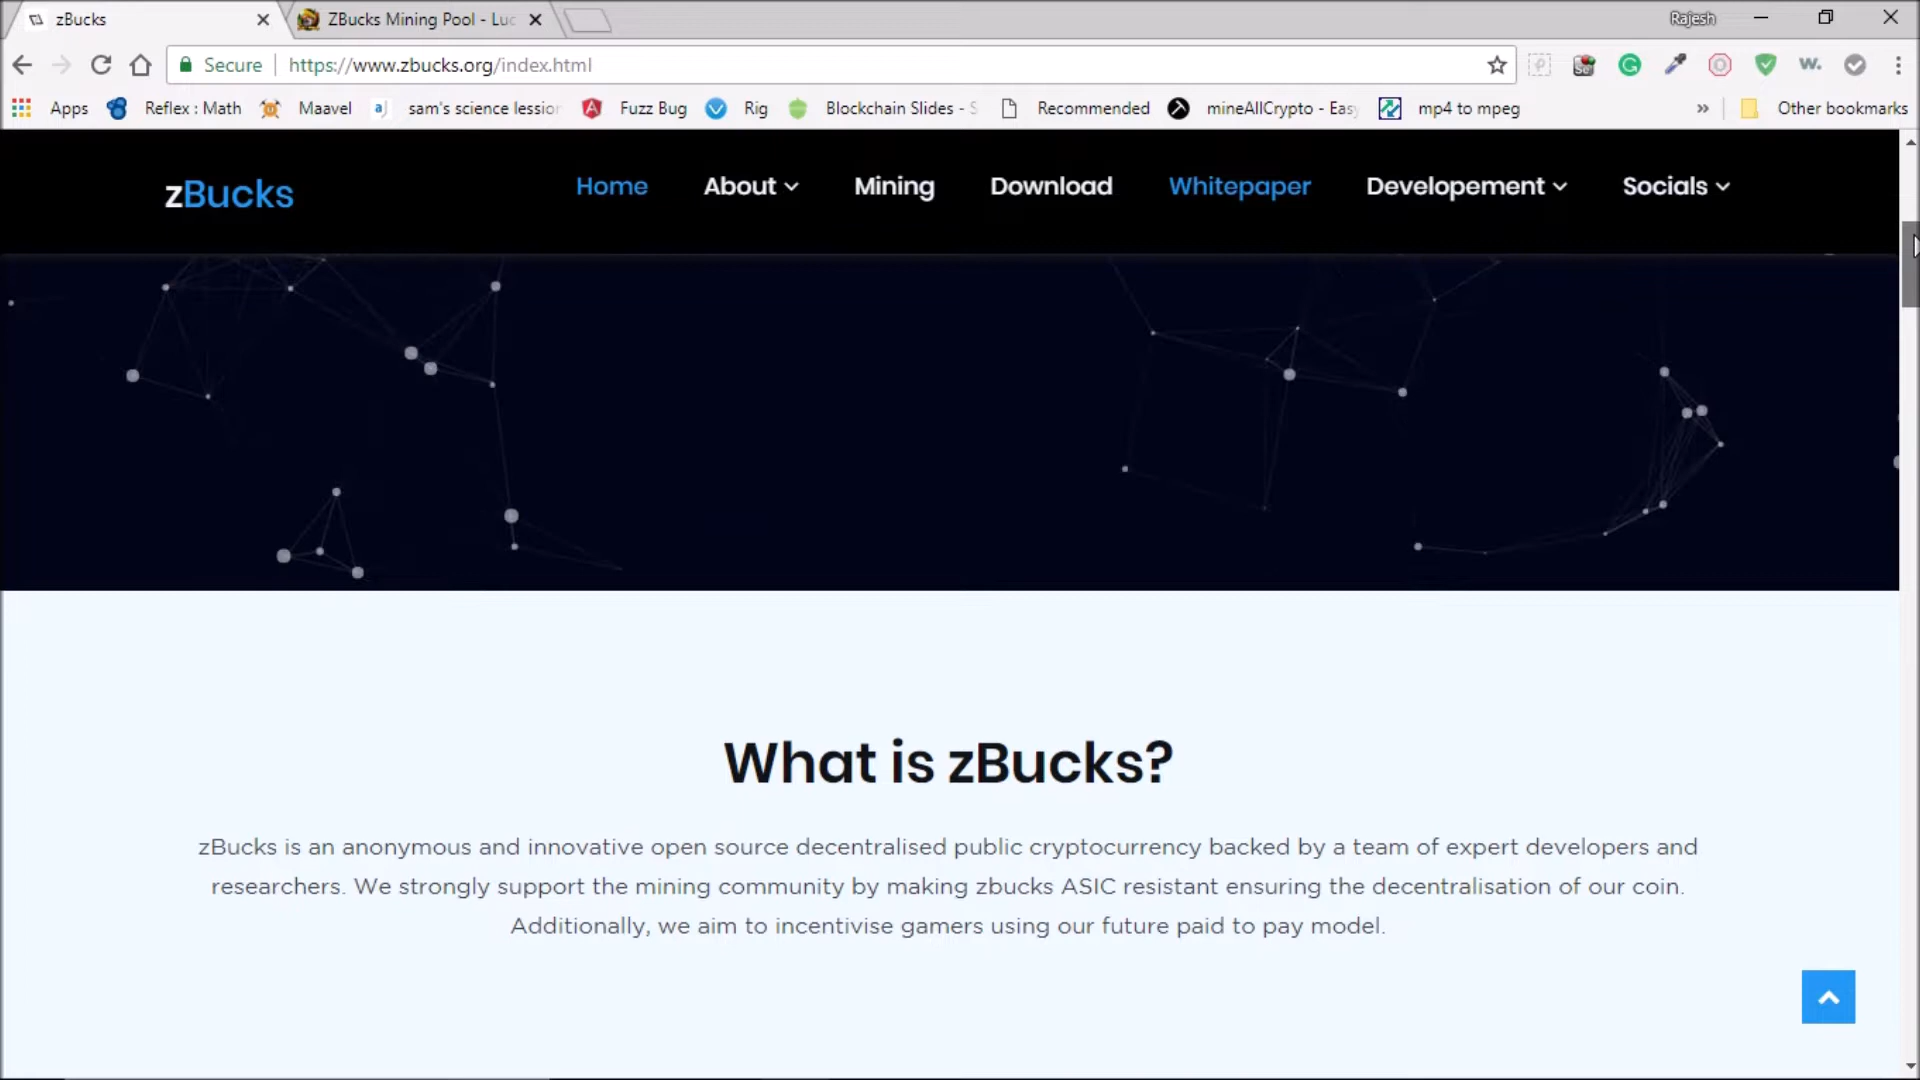 zBucks
ZBucks Mining Pool - Luc
Rajesh
Secure
https://www.zbucks.org/index.html
Apps
Reflex : Math
Maavel
sam's science lession
Fuzz Bug
Rig
Blockchain Slides - S
Recommended
mineAllCrypto - Easy
mp4 to mpeg
»
Other bookmarks
zBucks
Home
About
Mining
Download
Whitepaper
Developement
Socials
What is zBucks?
zBucks is an anonymous and innovative open source decentralised public cryptocurrency backed by a team of expert developers and
researchers. We strongly support the mining community by making zbucks ASIC resistant ensuring the decentralisation of our coin.
Additionally, we aim to incentivise gamers using our future paid to pay model.